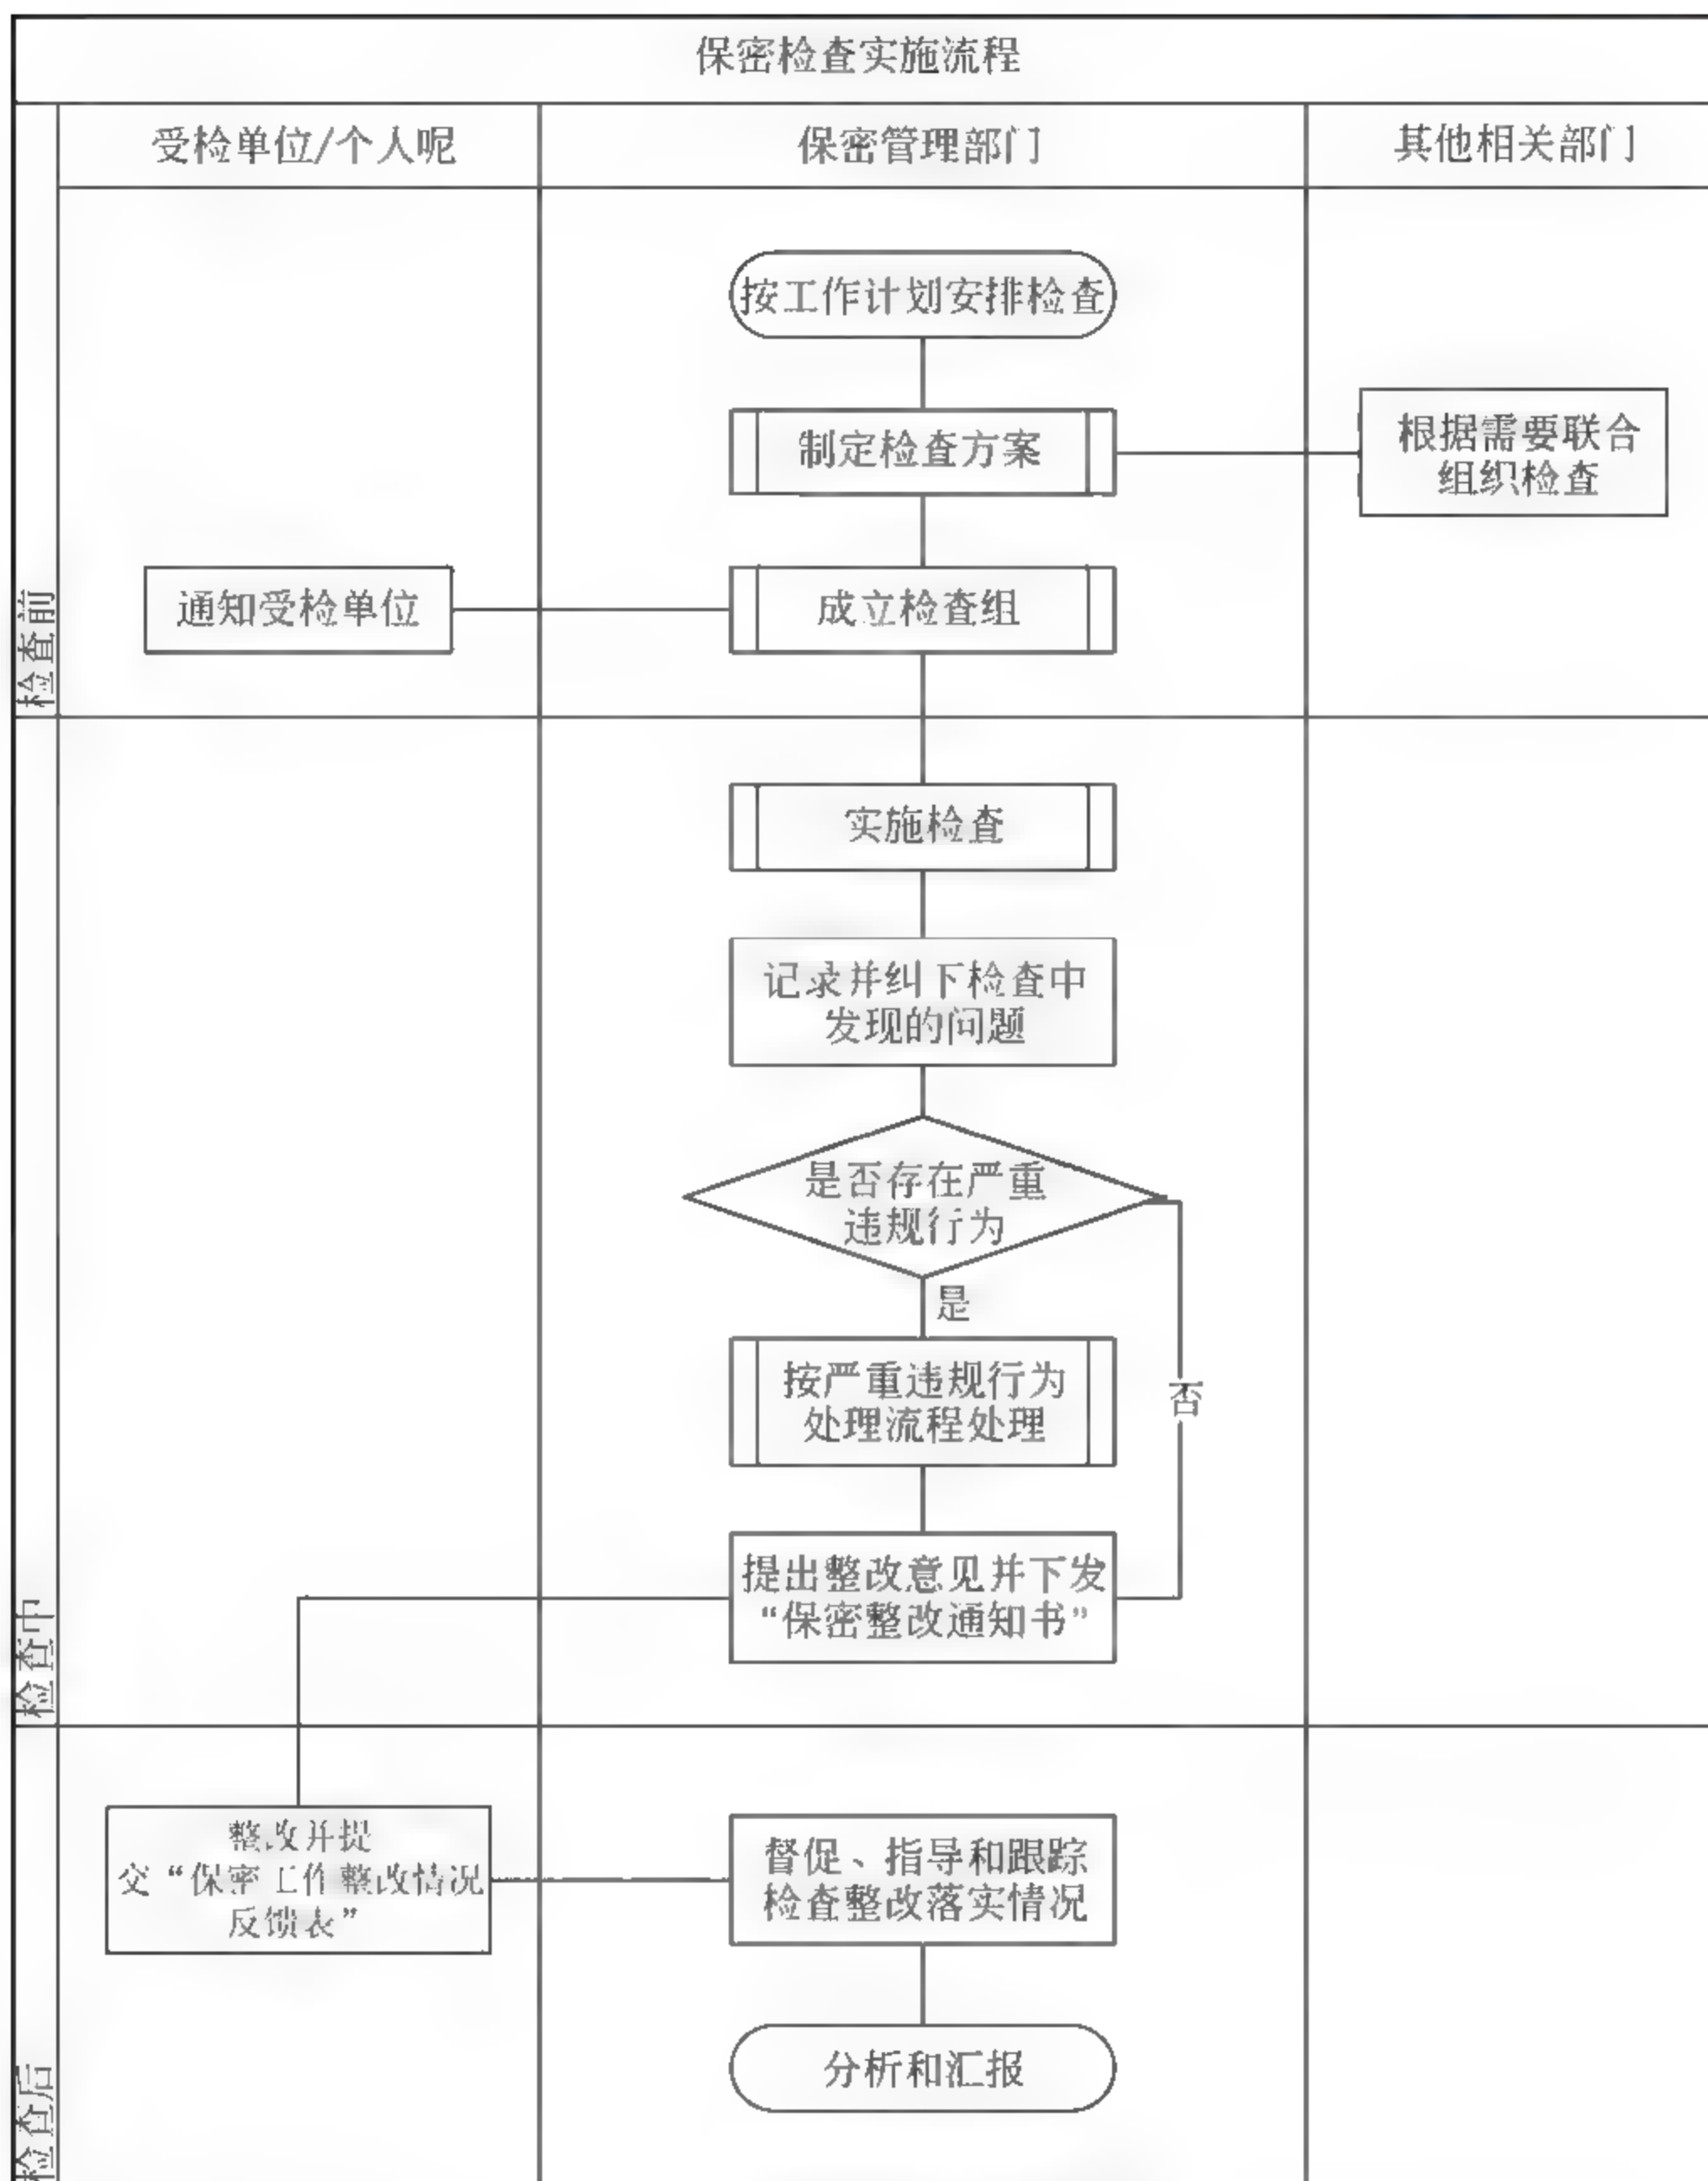 保密检查实施流程
受检单位/个人呢
保密管理部门
其他相关部门
检查前
按工作计划安排检查
制定检查方案
根据需要联合
组织检查
通知受检单位
成立检查组
检查中
实施检查
记录并纠下检查中
发现的问题
是否存在严重
违规行为
是
按严重违规行为
处理流程处理
否
提出整改意见并下发
“保密整改通知书”
检查后
整改并提
交“保密工作整改情况
反馈表”
督促、指导和跟踪
检查整改落实情况
分析和汇报